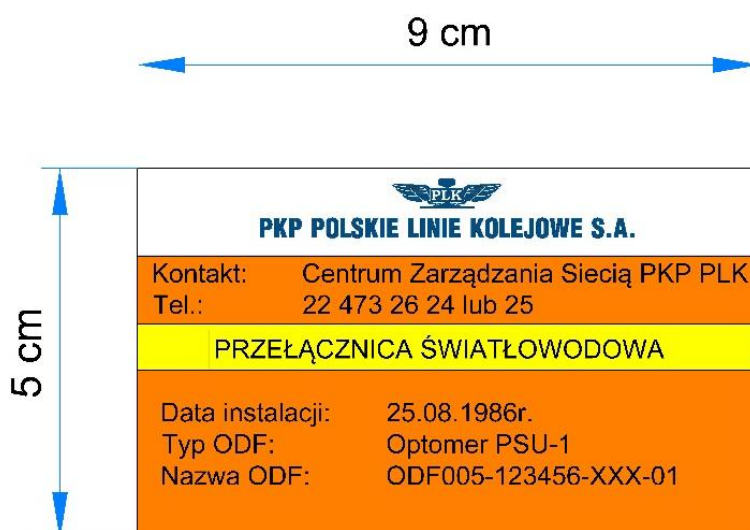 9 cm
5 cm
PLK
PKP POLSKIE LINIE KOLEJOWE S.A.
Kontakt: Centrum Zarządzania Siecią PKP PLK
Tel.: 22 473 26 24 lub 25
PRZEŁĄCZNICA ŚWIATŁOWODOWA
Data instalacji: 25.08.1986r.
Typ ODF: Optomer PSU-1
Nazwa ODF: ODF005-123456-XXX-01